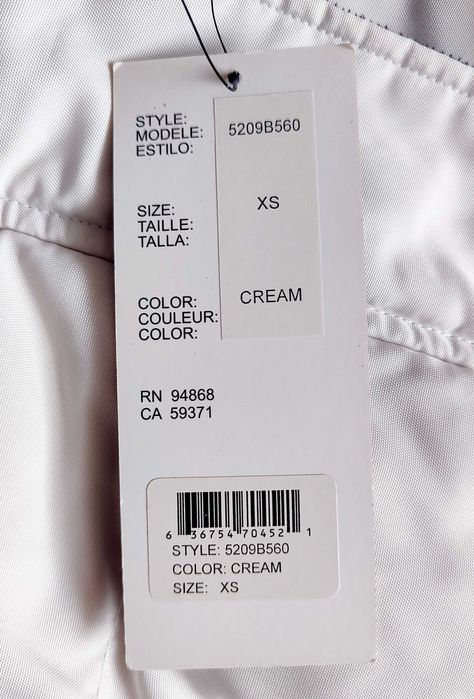 STYLE:
MODELE: 5209B560
ESTILO:
SIZE: XS
TAILLE:
TALLA:
COLOR: CREAM
COULEUR:
COLOR:
RN 94868
CA 59371
6 36754 70452 1
STYLE: 5209B560
COLOR: CREAM
SIZE: XS